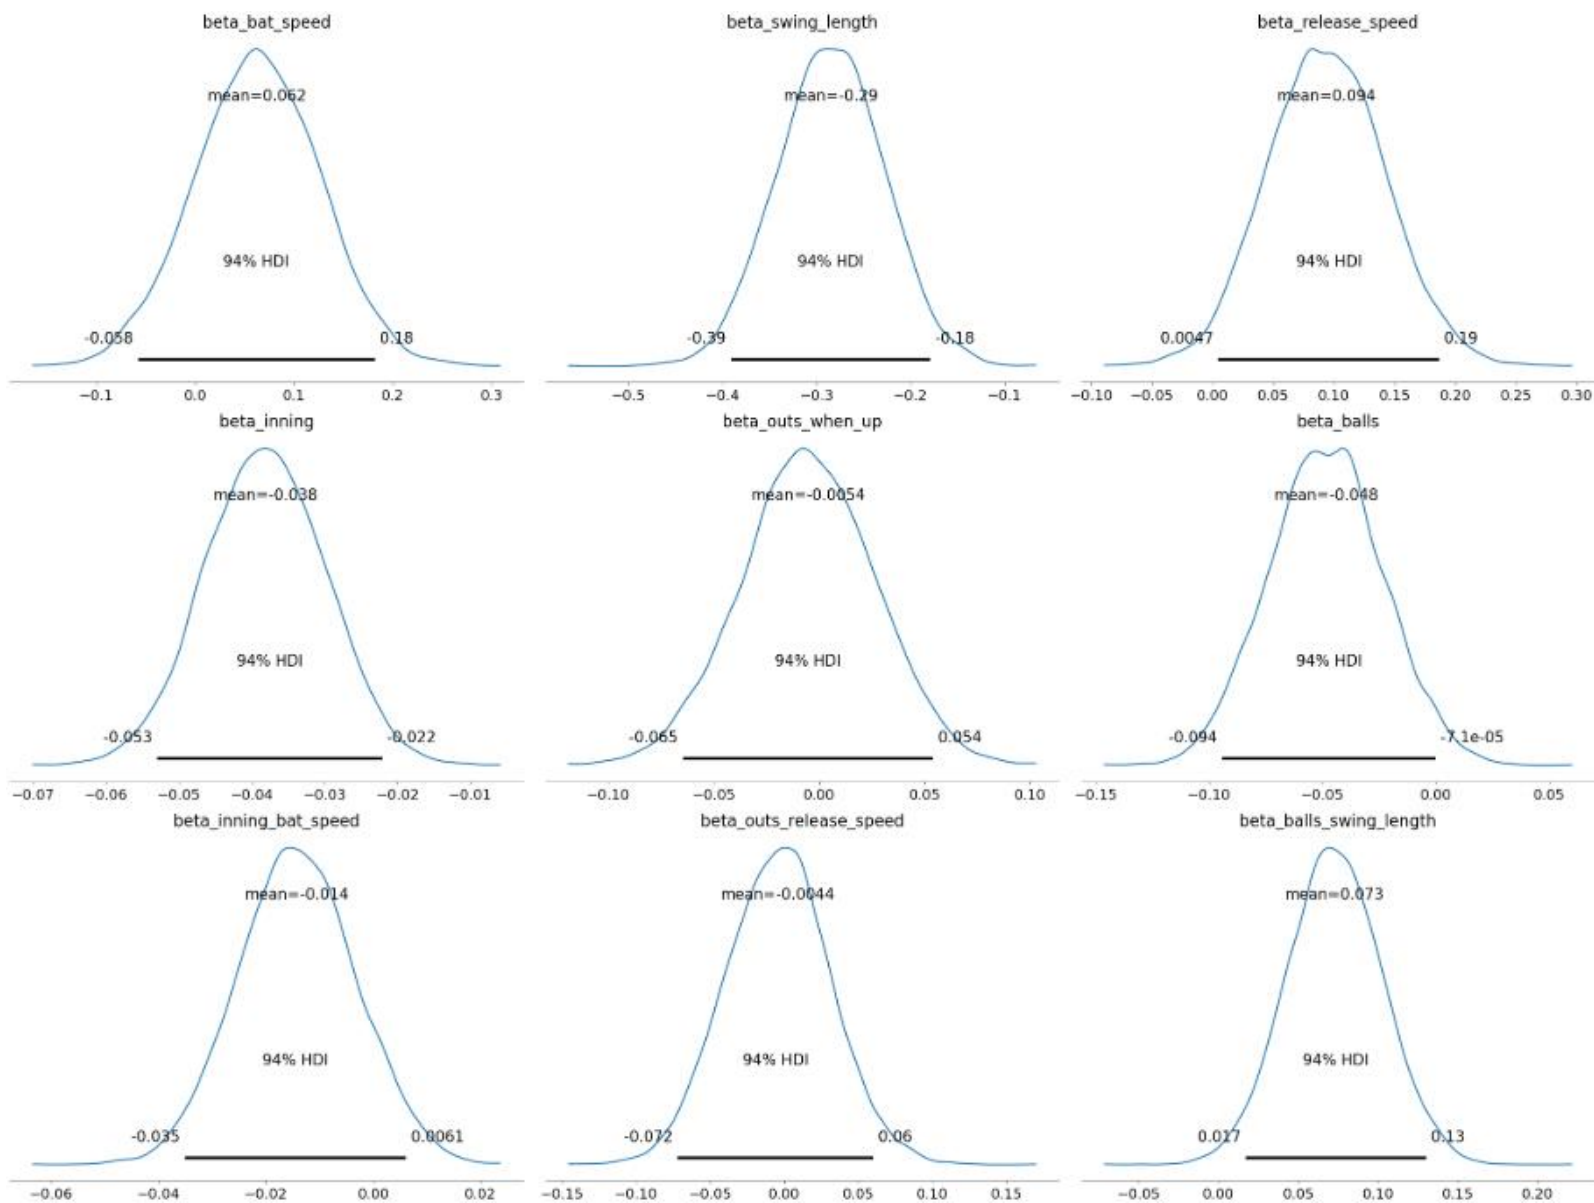 beta_bat_speed beta_swing_length beta_release_speed
mean=0.062 mean=-0.29 mean=0.094
94% HDI 94% HDI 94% HDI
-0.058 0.18 -0.39 -0.18 0.0047 0.19
−0.1 0.0 0.1 0.2 0.3 −0.5 −0.4 −0.3 −0.2 −0.1 −0.10 −0.05 0.00 0.05 0.10 0.15 0.20 0.25 0.30
beta_inning beta_outs_when_up beta_balls
mean=-0.038 mean=-0.0054 mean=-0.048
94% HDI 94% HDI 94% HDI
-0.053 -0.022 -0.065 0.054 -0.094 -7.1e-05
−0.07 −0.06 −0.05 −0.04 −0.03 −0.02 −0.01 −0.10 −0.05 0.00 0.05 0.10 −0.15 −0.10 −0.05 0.00 0.05
beta_inning_bat_speed beta_outs_release_speed beta_balls_swing_length
mean=-0.014 mean=-0.0044 mean=0.073
94% HDI 94% HDI 94% HDI
-0.035 0.0061 -0.072 0.06 0.017 0.13
−0.06 −0.04 −0.02 0.00 0.02 −0.15 −0.10 −0.05 0.00 0.05 0.10 0.15 −0.05 0.00 0.05 0.10 0.15 0.20